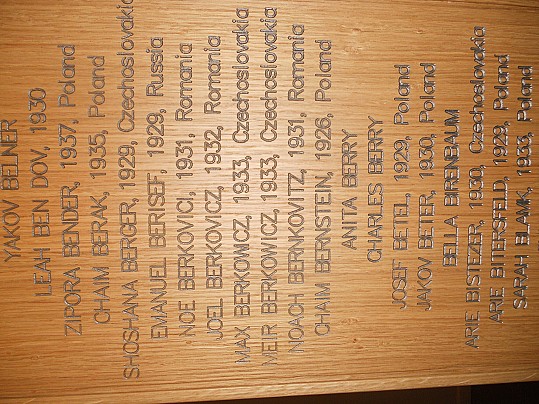 YAKOV BELNER
LEAH BEN DOV, 1930
ZIPORA BENDER, 1937, Poland
CHAIM BERAK, 1935, Poland
SHOSHANA BERGER, 1929, Czechoslovakia
EMANUEL BERISEF, 1929, Russia
NOE BERKOVICI, 1931, Romania
JOEL BERKOVICZ, 1932, Romania
MAX BERKOWICZ, 1933, Czechoslovakia
MEIR BERKOWICZ, 1933, Czechoslovakia
NOACH BERNKOVITZ, 1931, Romania
CHAIM BERNSTEIN, 1926, Poland
ANITA BERRY
CHARLES BERRY
JOSEF BETEL, 1929, Poland
JAKOV BETER, 1930, Poland
BELLA BIRENBAUM
ARIE BISTEZER, 1930, Czechoslovakia
ARIE BITERSFELD, 1929, Poland
SARAH BLAMK, 1933, Poland